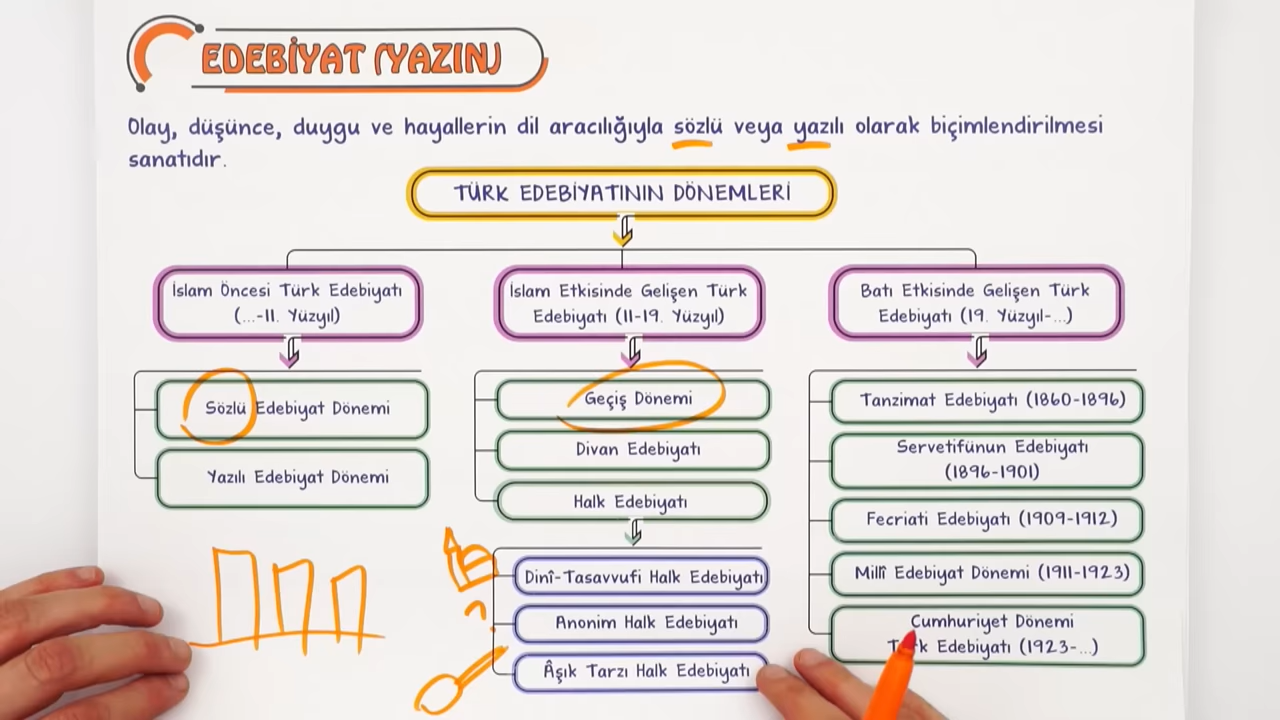 EDEBİYAT (YAZIN)
Olay, düşünce, duygu ve hayallerin dil aracılığıyla sözlü veya yazılı olarak biçimlendirilmesi
sanatıdır.
TÜRK EDEBİYATININ DÖNEMLERİ
İslam Öncesi Türk Edebiyatı
(...-11. Yüzyıl)
Sözlü Edebiyat Dönemi
Yazılı Edebiyat Dönemi
İslam Etkisinde Gelişen Türk
Edebiyatı (11-19. Yüzyıl)
Geçiş Dönemi
Divan Edebiyatı
Halk Edebiyatı
Dinî-Tasavvufi Halk Edebiyatı
Anonim Halk Edebiyatı
Âşık Tarzı Halk Edebiyatı
Batı Etkisinde Gelişen Türk
Edebiyatı (19. Yüzyıl-...)
Tanzimat Edebiyatı (1860-1896)
Servetifünun Edebiyatı
(1896-1901)
Fecriati Edebiyatı (1909-1912)
Millî Edebiyat Dönemi (1911-1923)
Cumhuriyet Dönemi
Türk Edebiyatı (1923-...)